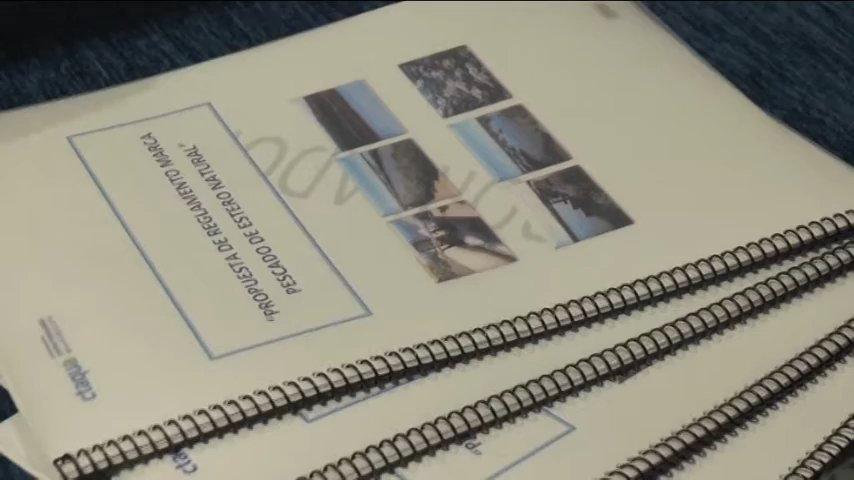 "PROPUESTA DE REGLAMENTO MARCA
PESCADO DE ESTERO NATURAL"
ctaqua